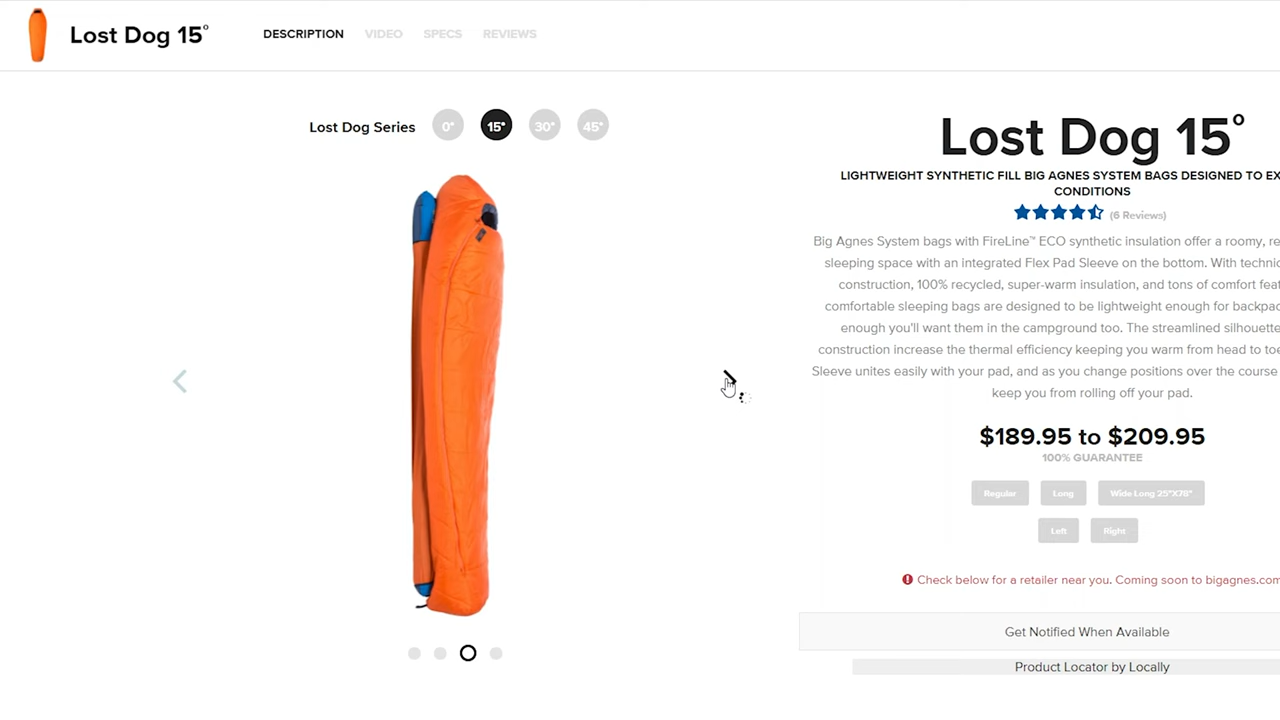 Lost Dog 15°
DESCRIPTION
VIDEO
SPECS
REVIEWS
Lost Dog Series
0°
15°
30°
45°
Lost Dog 15°
LIGHTWEIGHT SYNTHETIC FILL BIG AGNES SYSTEM BAGS DESIGNED TO EX
CONDITIONS
(6 Reviews)
Big Agnes System bags with FireLine™ ECO synthetic insulation offer a roomy, re
sleeping space with an integrated Flex Pad Sleeve on the bottom. With technic
construction, 100% recycled, super-warm insulation, and tons of comfort feat
comfortable sleeping bags are designed to be lightweight enough for backpac
enough you'll want them in the campground too. The streamlined silhouette
construction increase the thermal efficiency keeping you warm from head to toe
Sleeve unites easily with your pad, and as you change positions over the course
keep you from rolling off your pad.
$189.95 to $209.95
100% GUARANTEE
Regular
Long
Wide Long 25"X78"
Left
Right
Check below for a retailer near you. Coming soon to bigagnes.com
Get Notified When Available
Product Locator by Locally